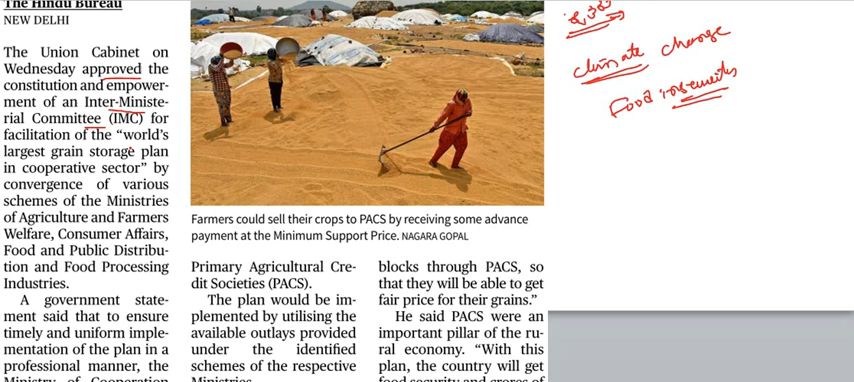 The Hindu Bureau
NEW DELHI
The Union Cabinet on
Wednesday approved the
constitution and empower-
ment of an Inter-Ministe-
rial Committee (IMC) for
facilitation of the “world’s
largest grain storage plan
in cooperative sector” by
convergence of various
schemes of the Ministries
of Agriculture and Farmers
Welfare, Consumer Affairs,
Food and Public Distribu-
tion and Food Processing
Industries.
A government state-
ment said that to ensure
timely and uniform imple-
mentation of the plan in a
professional manner, the
Ministry of Cooperation
Farmers could sell their crops to PACS by receiving some advance
payment at the Minimum Support Price. NAGARA GOPAL
Primary Agricultural Cre-
dit Societies (PACS).
The plan would be im-
plemented by utilising the
available outlays provided
under the identified
schemes of the respective
Ministries.
blocks through PACS, so
that they will be able to get
fair price for their grains.”
He said PACS were an
important pillar of the ru-
ral economy. “With this
plan, the country will get
food security and crores of
climate change
Food